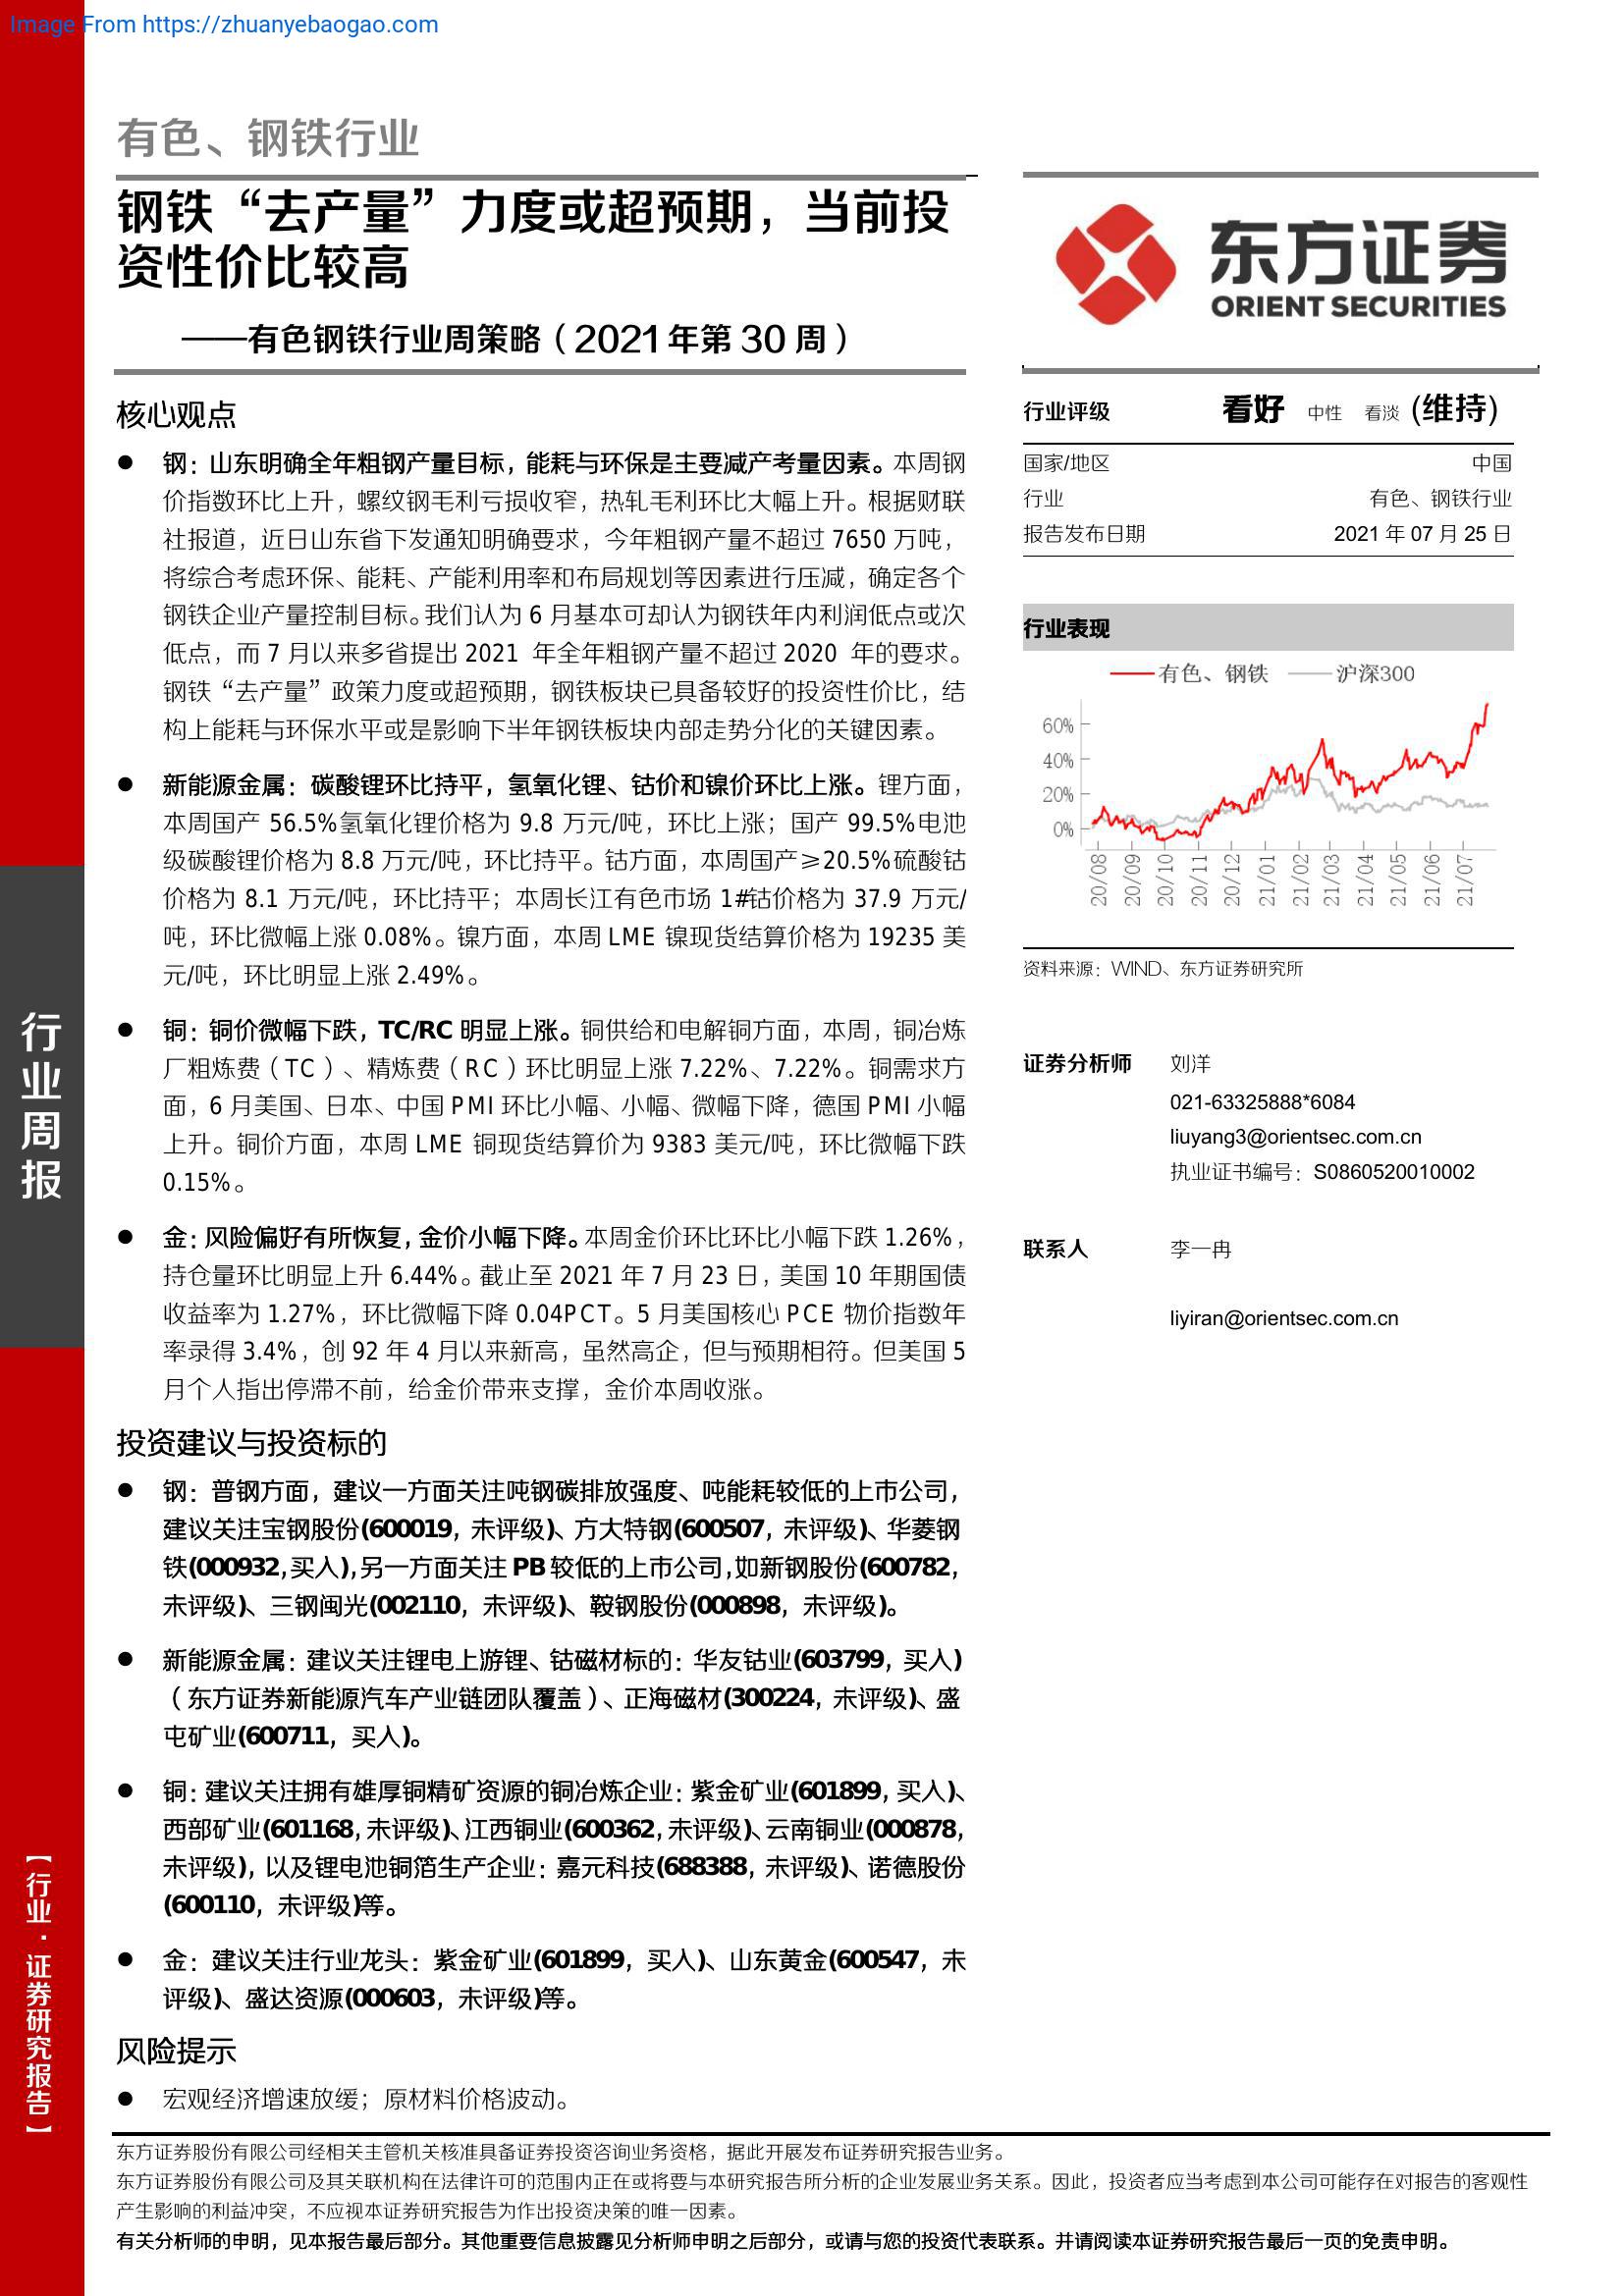 Image From https://zhuanyebaogao.com
有色、钢铁行业
钢铁“去产量”力度或超预期，当前投
资性价比较高
——有色钢铁行业周策略（2021年第 30 周）
核心观点
● 钢：山东明确全年粗钢产量目标，能耗与环保是主要减产考量因素。本周钢
价指数环比上升，螺纹钢毛利亏损收窄，热轧毛利环比大幅上升。根据财联
社报道，近日山东省下发通知明确要求，今年粗钢产量不超过 7650 万吨，
将综合考虑环保、能耗、产能利用率和布局规划等因素进行压减，确定各个
钢铁企业产量控制目标。我们认为 6 月基本可却认为钢铁年内利润低点或次
低点，而 7 月以来多省提出 2021 年全年粗钢产量不超过 2020 年的要求。
钢铁“去产量”政策力度或超预期，钢铁板块已具备较好的投资性价比，结
构上能耗与环保水平或是影响下半年钢铁板块内部走势分化的关键因素。
● 新能源金属：碳酸锂环比持平，氢氧化锂、钴价和镍价环比上涨。锂方面，
本周国产 56.5%氢氧化锂价格为 9.8 万元/吨，环比上涨；国产 99.5%电池
级碳酸锂价格为 8.8 万元/吨，环比持平。钴方面，本周国产≥20.5%硫酸钴
价格为 8.1 万元/吨，环比持平；本周长江有色市场 1#钴价格为 37.9 万元/
吨，环比微幅上涨 0.08%。镍方面，本周 LME 镍现货结算价格为 19235 美
元/吨，环比明显上涨 2.49%。
● 铜：铜价微幅下跌，TC/RC 明显上涨。铜供给和电解铜方面，本周，铜冶炼
厂粗炼费（TC）、精炼费（RC）环比明显上涨 7.22%、7.22%。铜需求方
面，6 月美国、日本、中国 PMI 环比小幅、小幅、微幅下降，德国 PMI 小幅
上升。铜价方面，本周 LME 铜现货结算价为 9383 美元/吨，环比微幅下跌
0.15%。
● 金：风险偏好有所恢复，金价小幅下降。本周金价环比环比小幅下跌 1.26%，
持仓量环比明显上升 6.44%。截止至 2021 年 7 月 23 日，美国 10 年期国债
收益率为 1.27%，环比微幅下降 0.04PCT。5 月美国核心 PCE 物价指数年
率录得 3.4%，创 92 年 4 月以来新高，虽然高企，但与预期相符。但美国 5
月个人指出停滞不前，给金价带来支撑，金价本周收涨。
投资建议与投资标的
● 钢：普钢方面，建议一方面关注吨钢碳排放强度、吨能耗较低的上市公司，
建议关注宝钢股份(600019，未评级)、方大特钢(600507，未评级)、华菱钢
铁(000932，买入)，另一方面关注 PB 较低的上市公司，如新钢股份(600782，
未评级)、三钢闽光(002110，未评级)、鞍钢股份(000898，未评级)。
● 新能源金属：建议关注锂电上游锂、钴磁材标的：华友钴业(603799，买入)
（东方证券新能源汽车产业链团队覆盖）、正海磁材(300224，未评级)、盛
屯矿业(600711，买入)。
● 铜：建议关注拥有雄厚铜精矿资源的铜冶炼企业：紫金矿业(601899，买入)、
西部矿业(601168，未评级)、江西铜业(600362，未评级)、云南铜业(000878，
未评级)，以及锂电池铜箔生产企业：嘉元科技(688388，未评级)、诺德股份
(600110，未评级)等。
● 金：建议关注行业龙头：紫金矿业(601899，买入)、山东黄金(600547，未
评级)、盛达资源(000603，未评级)等。
风险提示
● 宏观经济增速放缓；原材料价格波动。
东方证券
ORIENT SECURITIES
行业评级 看好 中性 看淡 (维持)
国家/地区 中国
行业 有色、钢铁行业
报告发布日期 2021 年 07 月 25 日
行业表现
有色、钢铁 沪深300
60%
40%
20%
0%
20/08 20/09 20/10 20/11 20/12 21/01 21/02 21/03 21/04 21/05 21/06 21/07
资料来源：WIND、东方证券研究所
证券分析师 刘洋
021-63325888*6084
liuyang3@orientsec.com.cn
执业证书编号：S0860520010002
联系人 李一冉
liyiran@orientsec.com.cn
行业周报
【行业·证券研究报告】
东方证券股份有限公司经相关主管机关核准具备证券投资咨询业务资格，据此开展发布证券研究报告业务。
东方证券股份有限公司及其关联机构在法律许可的范围内正在或将要与本研究报告所分析的企业发展业务关系。因此，投资者应当考虑到本公司可能存在对报告的客观性
产生影响的利益冲突，不应视本证券研究报告为作出投资决策的唯一因素。
有关分析师的申明，见本报告最后部分。其他重要信息披露见分析师申明之后部分，或请与您的投资代表联系。并请阅读本证券研究报告最后一页的免责申明。